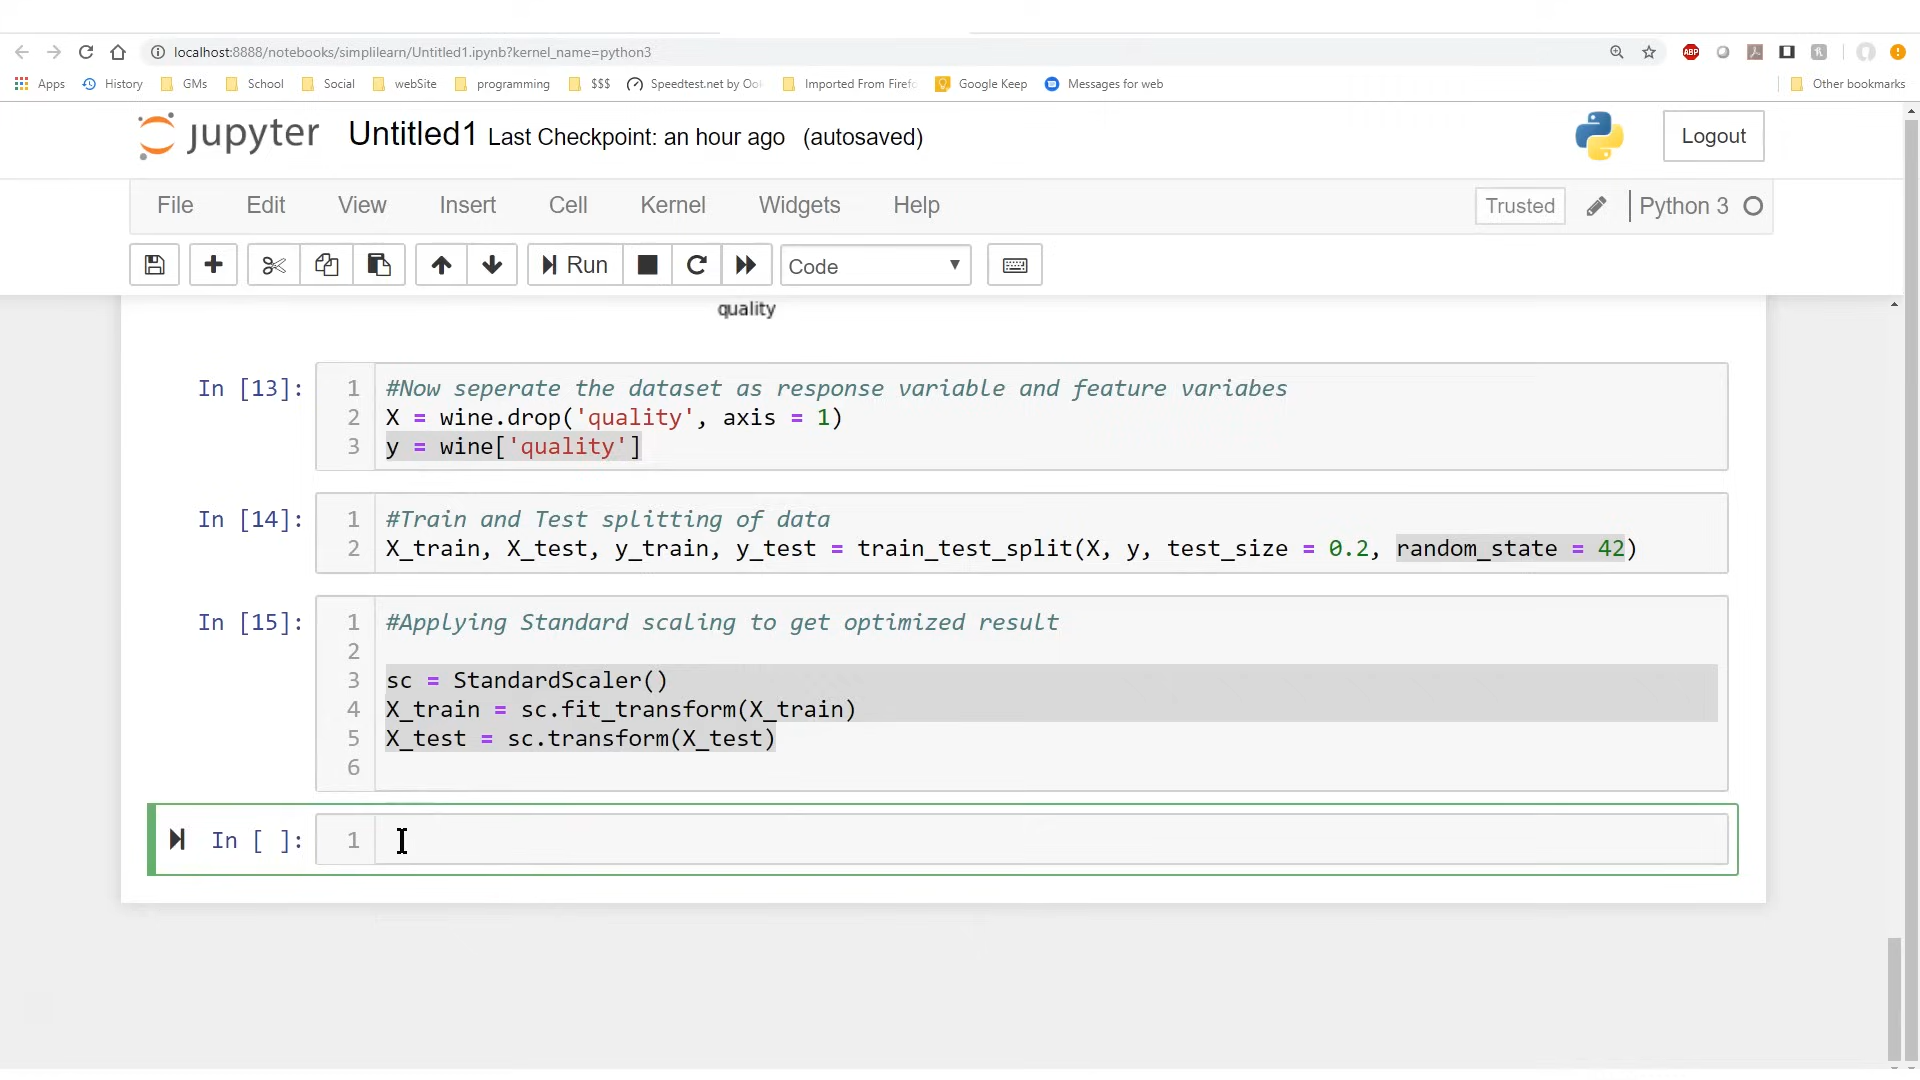 localhost:8888/notebooks/simplilearn/Untitled1.ipynb?kernel_name=python3
ABP
Apps History GMs School Social webSite programming $$$ Speedtest.net by Ook Imported From Firef Google Keep Messages for web Other bookmarks
jupyter Untitled1 Last Checkpoint: an hour ago (autosaved)
Logout
File Edit View Insert Cell Kernel Widgets Help Trusted Python 3
Run Code
quality
In [13]:
1 #Now seperate the dataset as response variable and feature variabes
2 X = wine.drop('quality', axis = 1)
3 y = wine['quality']
In [14]:
1 #Train and Test splitting of data
2 X_train, X_test, y_train, y_test = train_test_split(X, y, test_size = 0.2, random_state = 42)
In [15]:
1 #Applying Standard scaling to get optimized result
2
3 sc = StandardScaler()
4 X_train = sc.fit_transform(X_train)
5 X_test = sc.transform(X_test)
6
In [ ]:
1